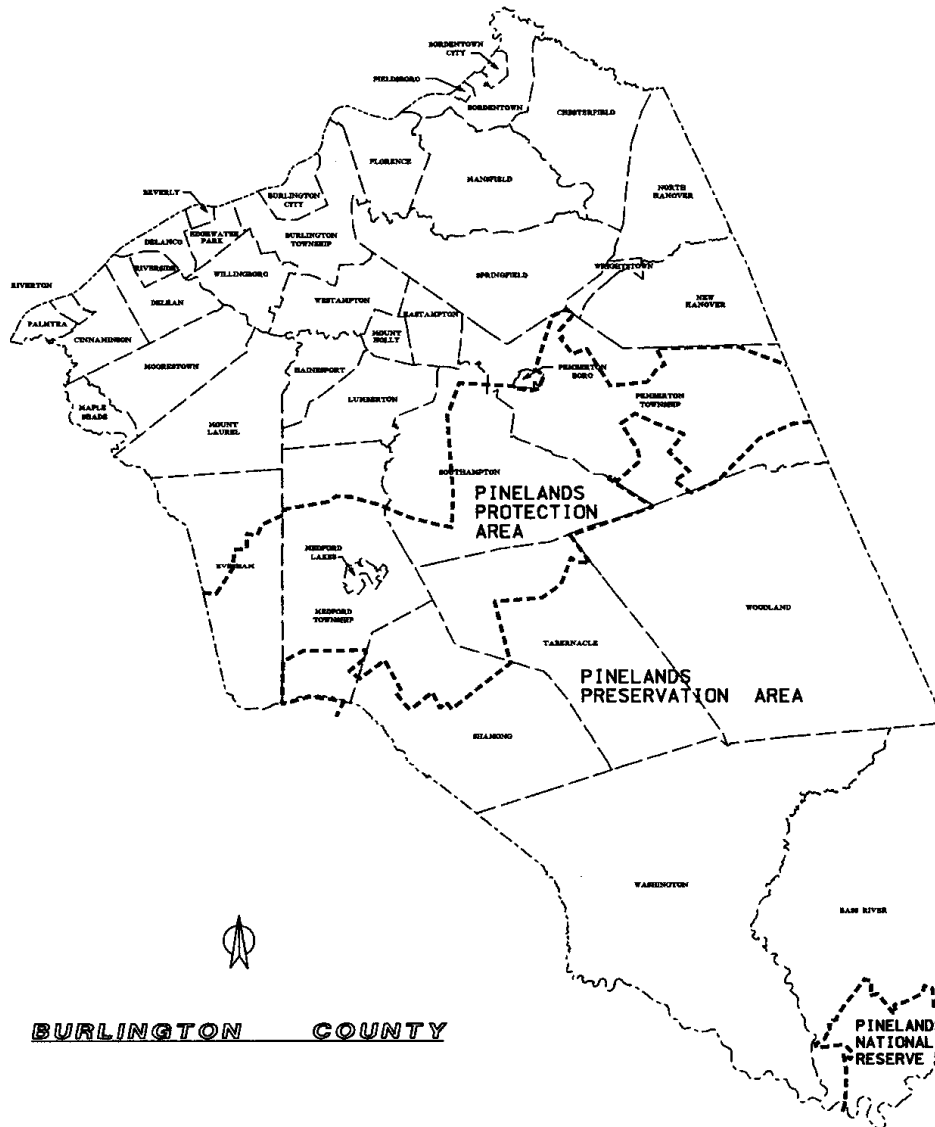 BORDENTOWN
CITY
FIELDSBORO
BORDENTOWN
CHESTERFIELD
FLORENCE
MANSFIELD
BEVERLY
BURLINGTON
CITY
NORTH
HANOVER
EDGEWATER
PARK
BURLINGTON
TOWNSHIP
DELANCO
RIVERSIDE
WILLINGBORO
SPRINGFIELD
WRIGHTSTOWN
RIVERTON
DELRAN
WESTAMPTON
NEW
HANOVER
EASTAMPTON
PALMYRA
CINNAMINSON
MOUNT
HOLLY
MOORESTOWN
HAINESPORT
PEMBERTON
BORO
LUMBERTON
PEMBERTON
TOWNSHIP
MAPLE
SHADE
MOUNT
LAUREL
SOUTHAMPTON
PINELANDS
PROTECTION
AREA
EVESHAM
MEDFORD
LAKES
MEDFORD
TOWNSHIP
WOODLAND
TABERNACLE
PINELANDS
PRESERVATION AREA
SHAMONG
WASHINGTON
BASS RIVER
BURLINGTON COUNTY
PINELAND
NATIONAL
RESERVE